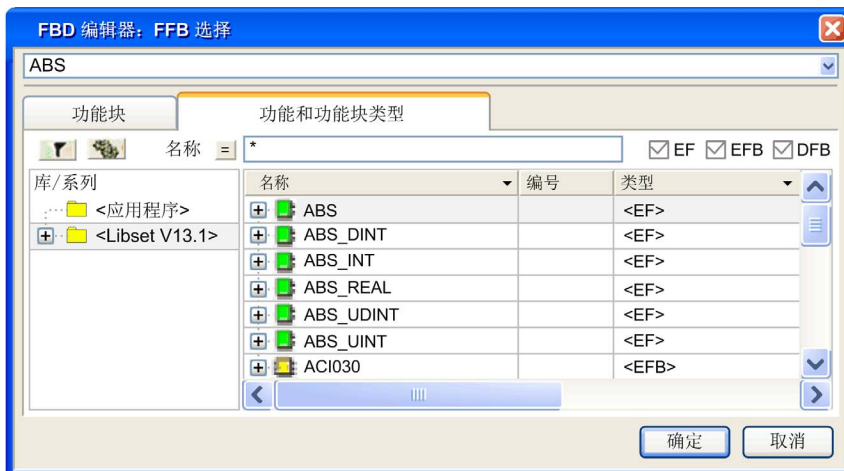 FBD 编辑器：FFB 选择
ABS
功能块 功能和功能块类型
名称 = * EF EFB DFB
库/系列 名称 编号 类型
<应用程序> ABS <EF>
<Libset V13.1> ABS_DINT <EF>
ABS_INT <EF>
ABS_REAL <EF>
ABS_UDINT <EF>
ABS_UINT <EF>
ACI030 <EFB>
确定 取消